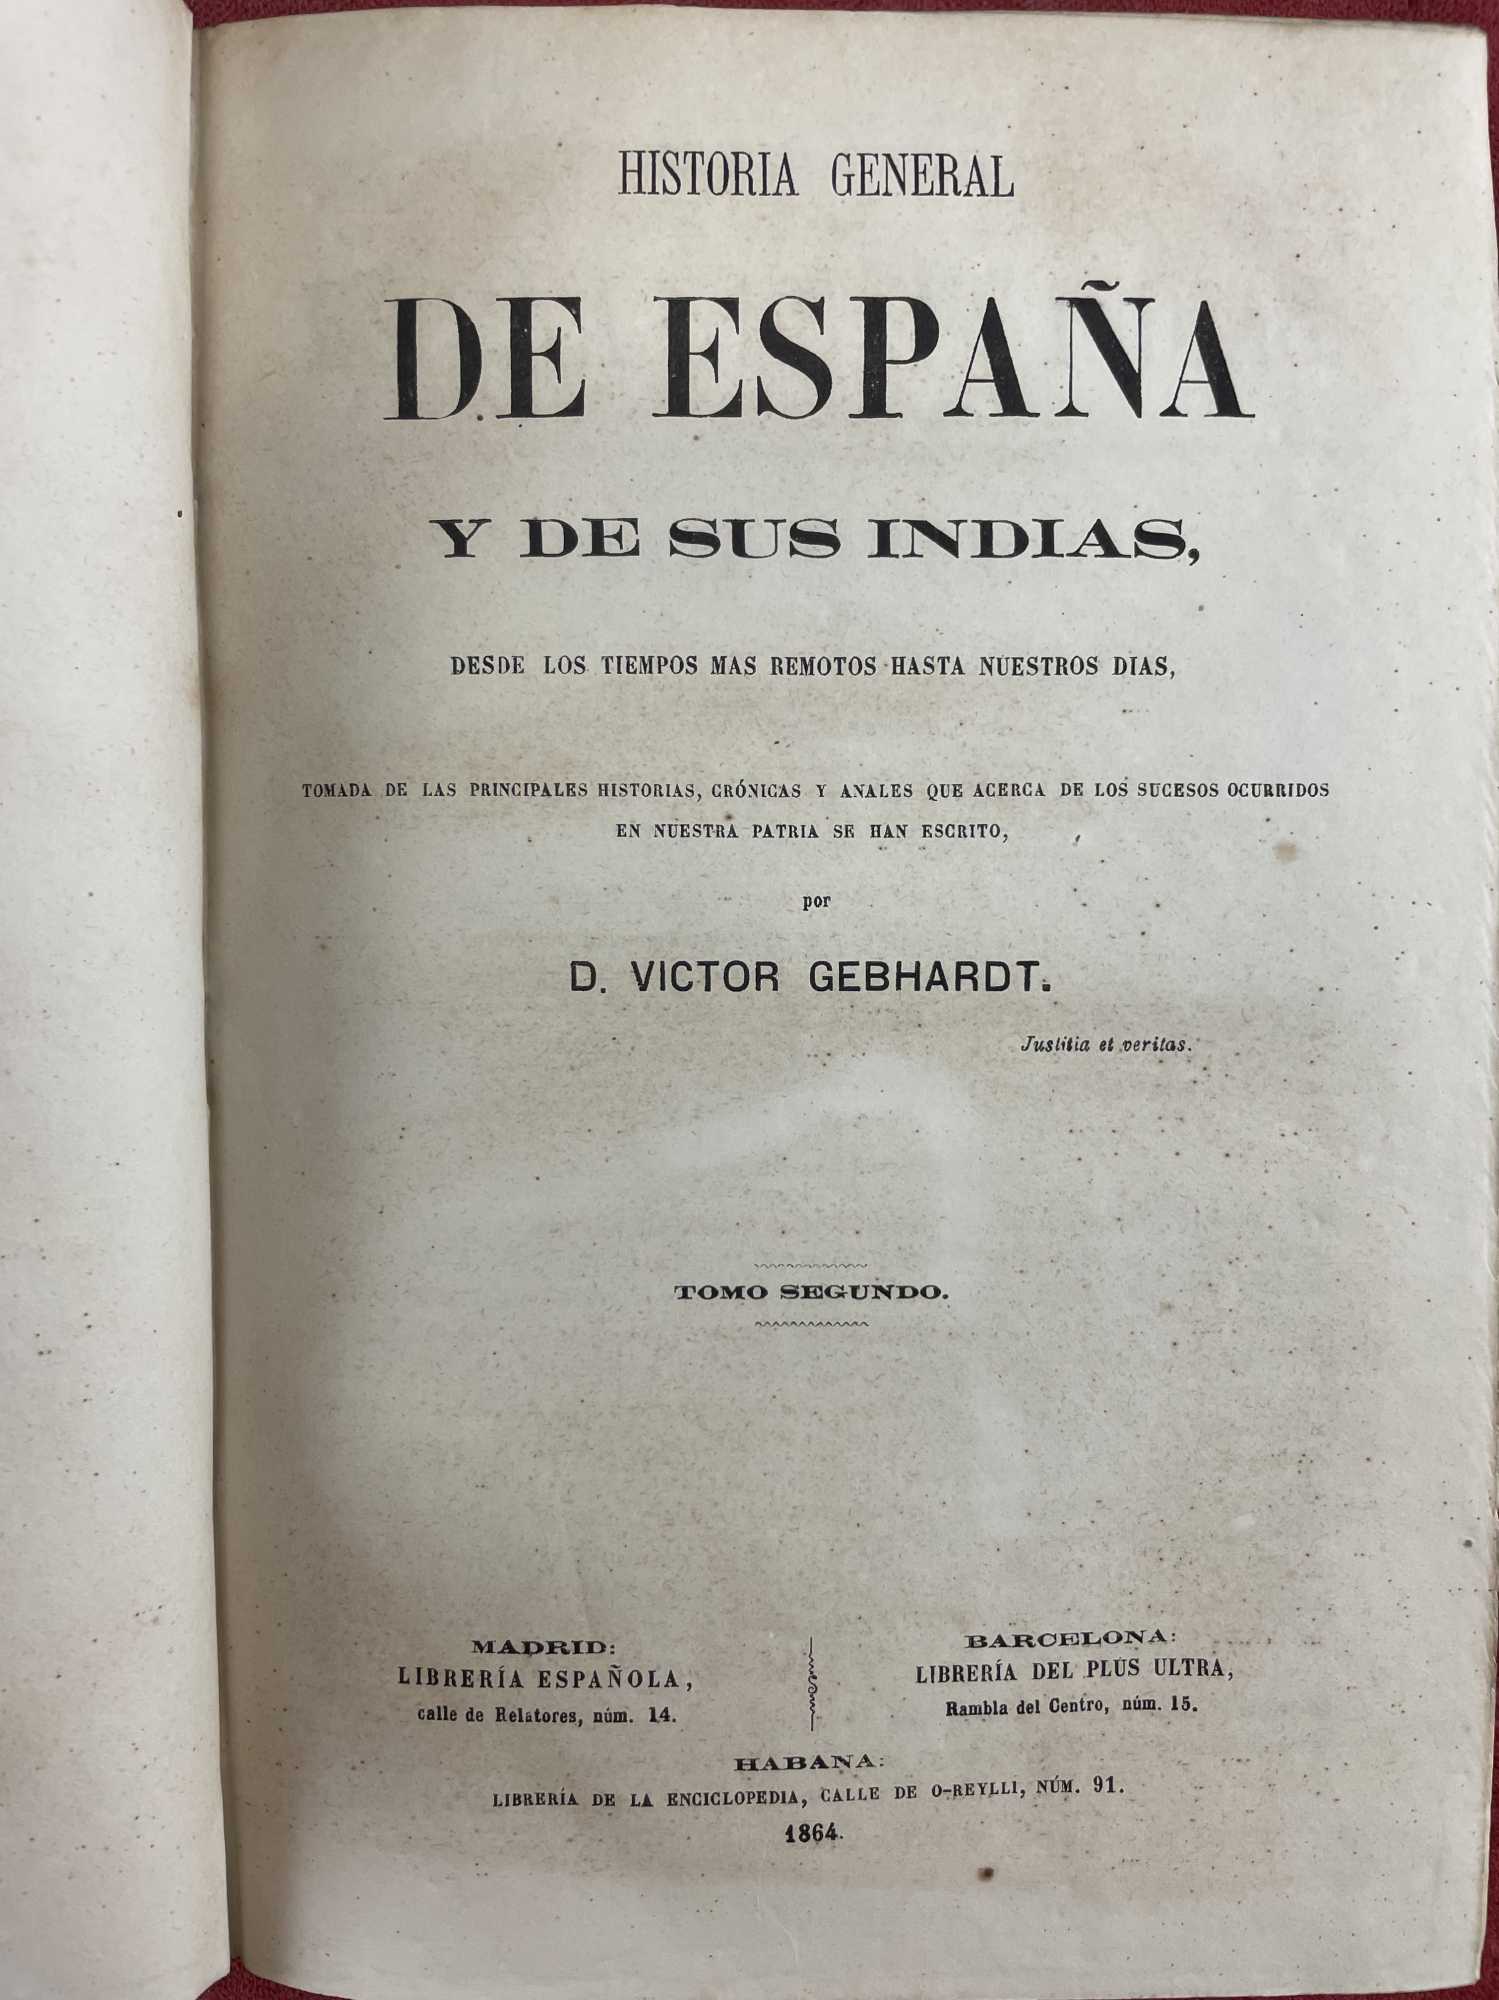 HISTORIA GENERAL
DE ESPAÑA
Y DE SUS INDIAS,
DESDE LOS TIEMPOS MAS REMOTOS HASTA NUESTROS DIAS,
TOMADA DE LAS PRINCIPALES HISTORIAS, CRÓNICAS Y ANALES QUE ACERCA DE LOS SUCESOS OCURRIDOS
EN NUESTRA PATRIA SE HAN ESCRITO,
por
D. VICTOR GEBHARDT.
Justitia et veritas.
TOMO SEGUNDO.
MADRID:
LIBRERÍA ESPAÑOLA,
calle de Relatores, núm. 14.
BARCELONA:
LIBRERÍA DEL PLUS ULTRA,
Rambla del Centro, núm. 15.
HABANA:
LIBRERÍA DE LA ENCICLOPEDIA, CALLE DE O-REYLLI, NÚM. 91.
1864.